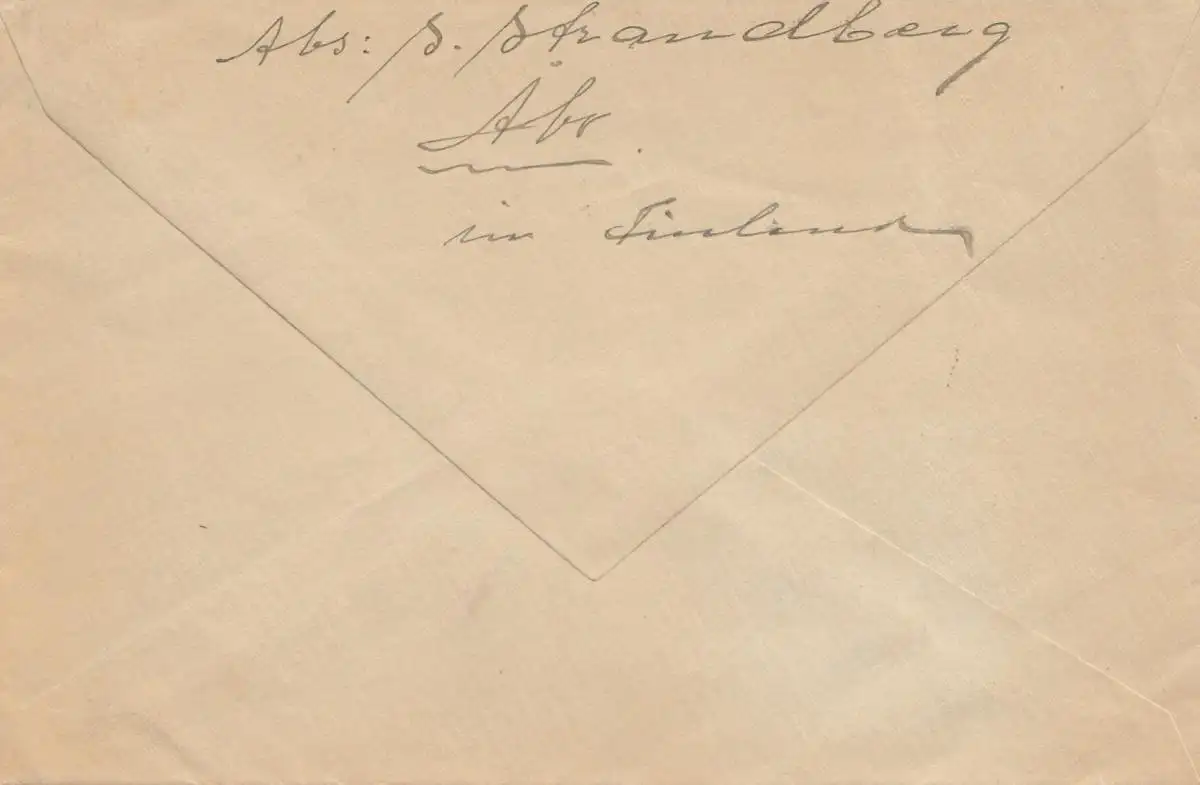 Abs: S. Strandberg
Åbo
in Finland